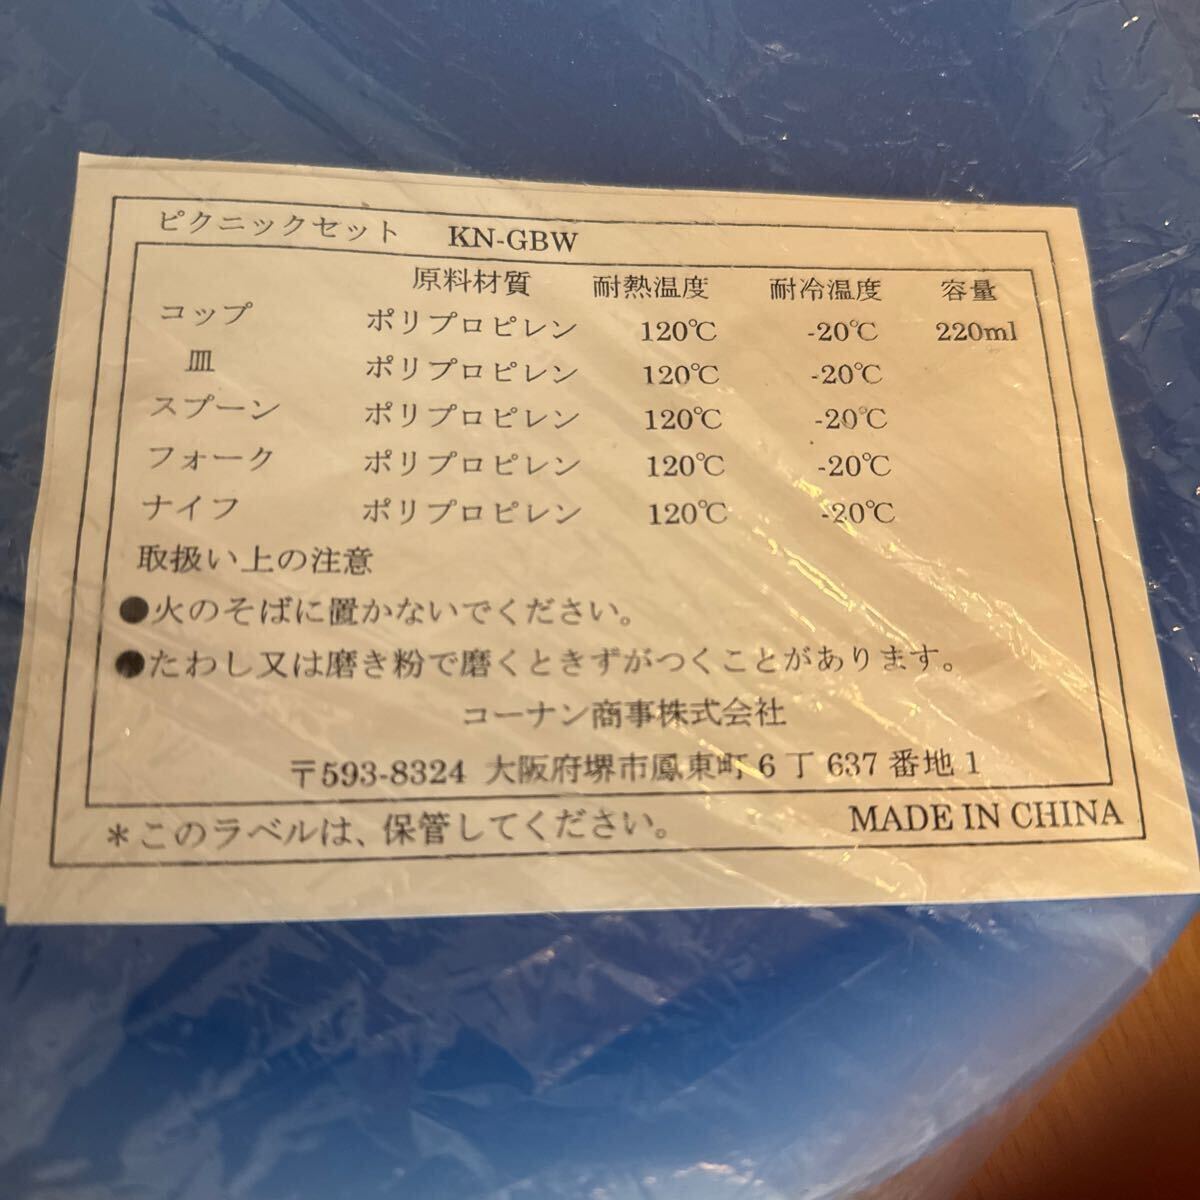 ピクニックセット KN-GBW
原料材質 耐熱温度 耐冷温度 容量
コップ ポリプロピレン 120℃ -20℃ 220ml
皿 ポリプロピレン 120℃ -20℃
スプーン ポリプロピレン 120℃ -20℃
フォーク ポリプロピレン 120℃ -20℃
ナイフ ポリプロピレン 120℃ -20℃
取扱い上の注意
●火のそばに置かないでください。
●たわし又は磨き粉で磨くときずがつくことがあります。
コーナン商事株式会社
〒593-8324 大阪府堺市鳳東町6丁637番地1
＊このラベルは、保管してください。 MADE IN CHINA